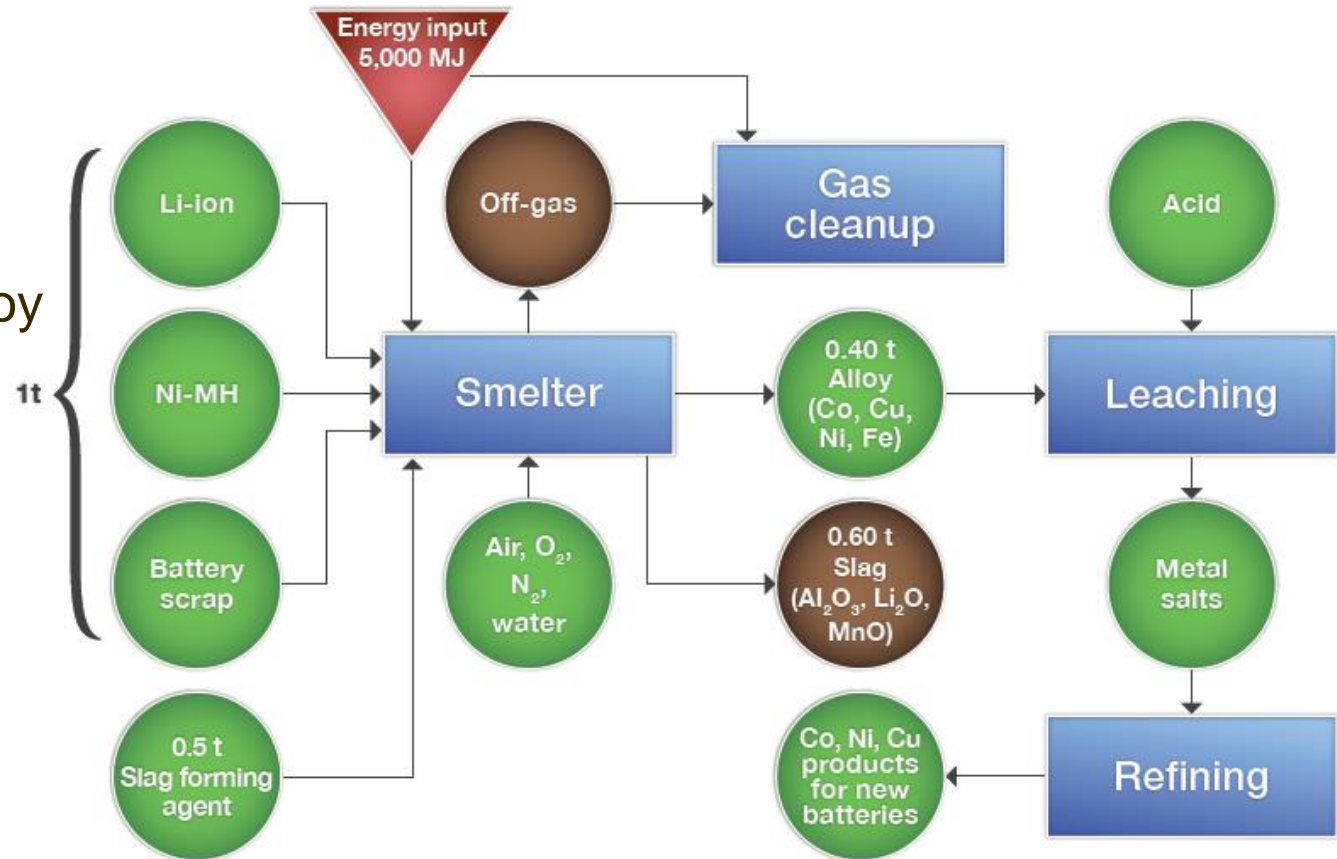 Energy input
5,000 MJ
Li-ion
Off-gas
Gas
cleanup
Acid
1t
Ni-MH
Smelter
0.40 t
Alloy
(Co, Cu,
Ni, Fe)
Leaching
Battery
scrap
Air, O₂,
N₂,
water
0.60 t
Slag
(Al₂O₃, Li₂O,
MnO)
Metal
salts
0.5 t
Slag forming
agent
Co, Ni, Cu
products
for new
batteries
Refining